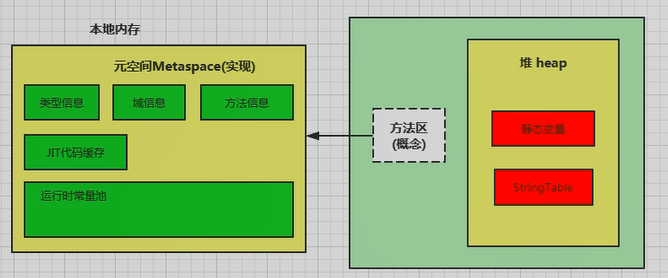 本地内存
元空间Metaspace(实现)
类型信息
域信息
方法信息
JIT代码缓存
运行时常量池
方法区
(概念)
堆 heap
静态变量
StringTable